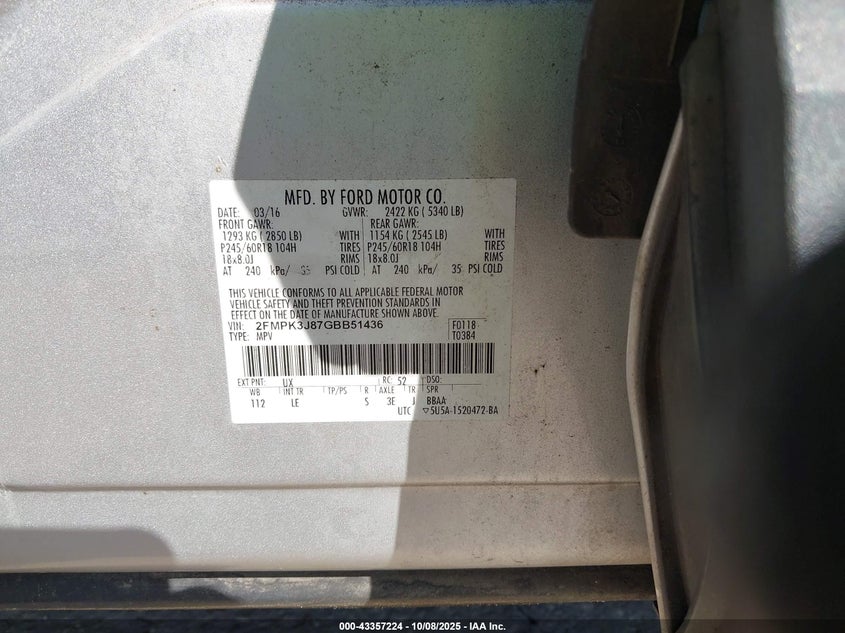 MFD. BY FORD MOTOR CO.
DATE: 03/16 GVWR: 2422 KG ( 5340 LB)
FRONT GAWR: REAR GAWR:
1293 KG ( 2850 LB) WITH 1154 KG ( 2545 LB) WITH
P245/60R18 104H TIRES P245/60R18 104H TIRES
18x8.0J RIMS 18x8.0J RIMS
AT 240 kPa/ 35 PSI COLD AT 240 kPa/ 35 PSI COLD
THIS VEHICLE CONFORMS TO ALL APPLICABLE FEDERAL MOTOR
VEHICLE SAFETY AND THEFT PREVENTION STANDARDS IN
EFFECT ON THE DATE OF MANUFACTURE SHOWN ABOVE.
VIN: 2FMPK3J87GBB51436 F0118
TYPE: MPV T0384
EXT PNT: UX RC: 52 DSO:
WB INT TR TP/PS R AXLE TR SPR
112 LE S 3E J BBAA
UTC ▽5U5A-1520472-BA
000-43357224 - 10/08/2025 - IAA Inc.